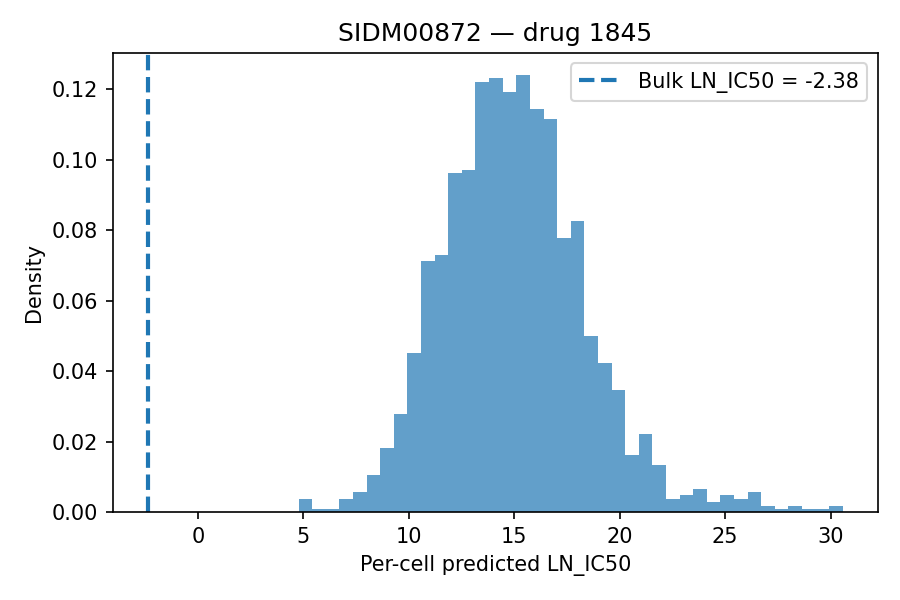 SIDM00872 — drug 1845
Bulk LN_IC50 = -2.38
Density
0.12
0.10
0.08
0.06
0.04
0.02
0.00
0 5 10 15 20 25 30
Per-cell predicted LN_IC50